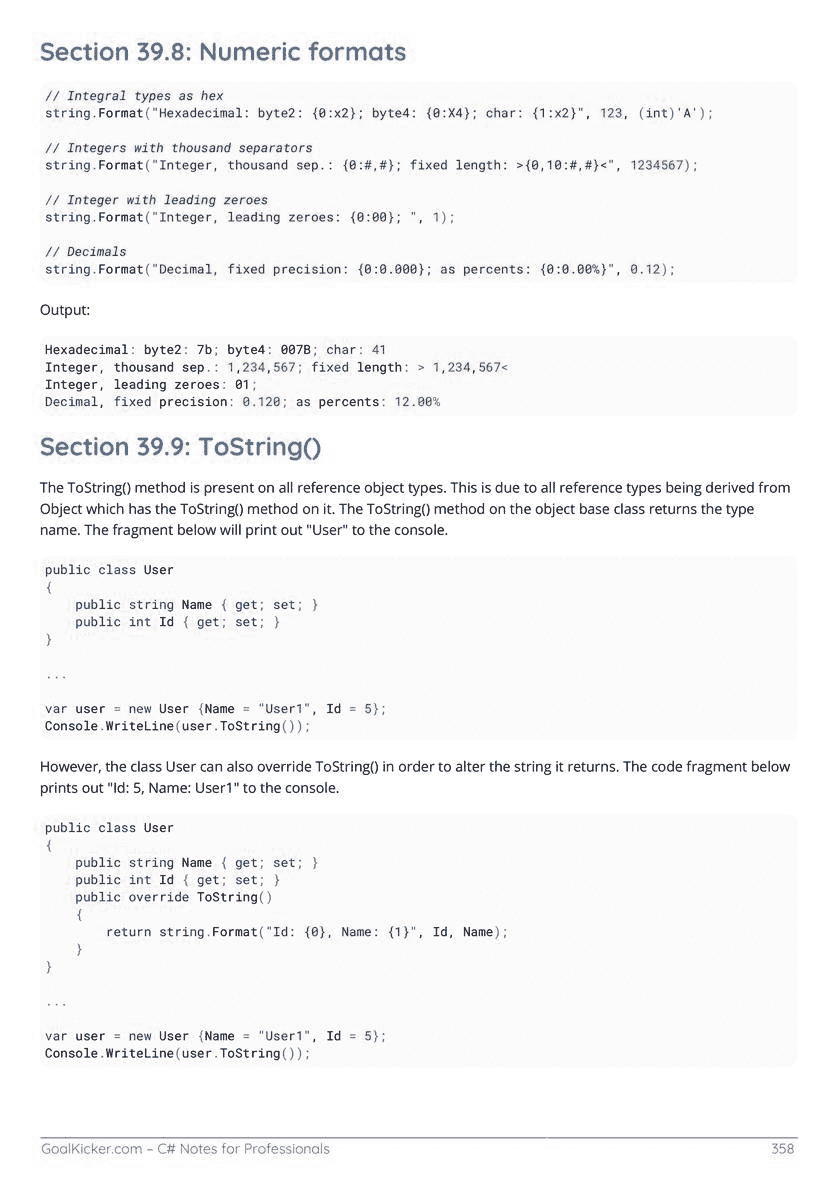 Section 39.8: Numeric formats
// Integral types as hex
string.Format("Hexadecimal: byte2: {0:x2}; byte4: {0:X4}; char: {1:x2}", 123, (int)'A');
// Integers with thousand separators
string.Format("Integer, thousand sep.: {0:#,#}; fixed length: >{0,10:#,#}<", 1234567);
// Integer with leading zeroes
string.Format("Integer, leading zeroes: {0:00}; ", 1);
// Decimals
string.Format("Decimal, fixed precision: {0:0.000}; as percents: {0:0.00%}", 0.12);
Output:
Hexadecimal: byte2: 7b; byte4: 007B; char: 41
Integer, thousand sep.: 1,234,567; fixed length: > 1,234,567<
Integer, leading zeroes: 01;
Decimal, fixed precision: 0.120; as percents: 12.00%
Section 39.9: ToString()
The ToString() method is present on all reference object types. This is due to all reference types being derived from
Object which has the ToString() method on it. The ToString() method on the object base class returns the type
name. The fragment below will print out "User" to the console.
public class User
{
    public string Name { get; set; }
    public int Id { get; set; }
}
...
var user = new User {Name = "User1", Id = 5};
Console.WriteLine(user.ToString());
However, the class User can also override ToString() in order to alter the string it returns. The code fragment below
prints out "Id: 5, Name: User1" to the console.
public class User
{
    public string Name { get; set; }
    public int Id { get; set; }
    public override ToString()
    {
        return string.Format("Id: {0}, Name: {1}", Id, Name);
    }
}
...
var user = new User {Name = "User1", Id = 5};
Console.WriteLine(user.ToString());
GoalKicker.com – C# Notes for Professionals
358